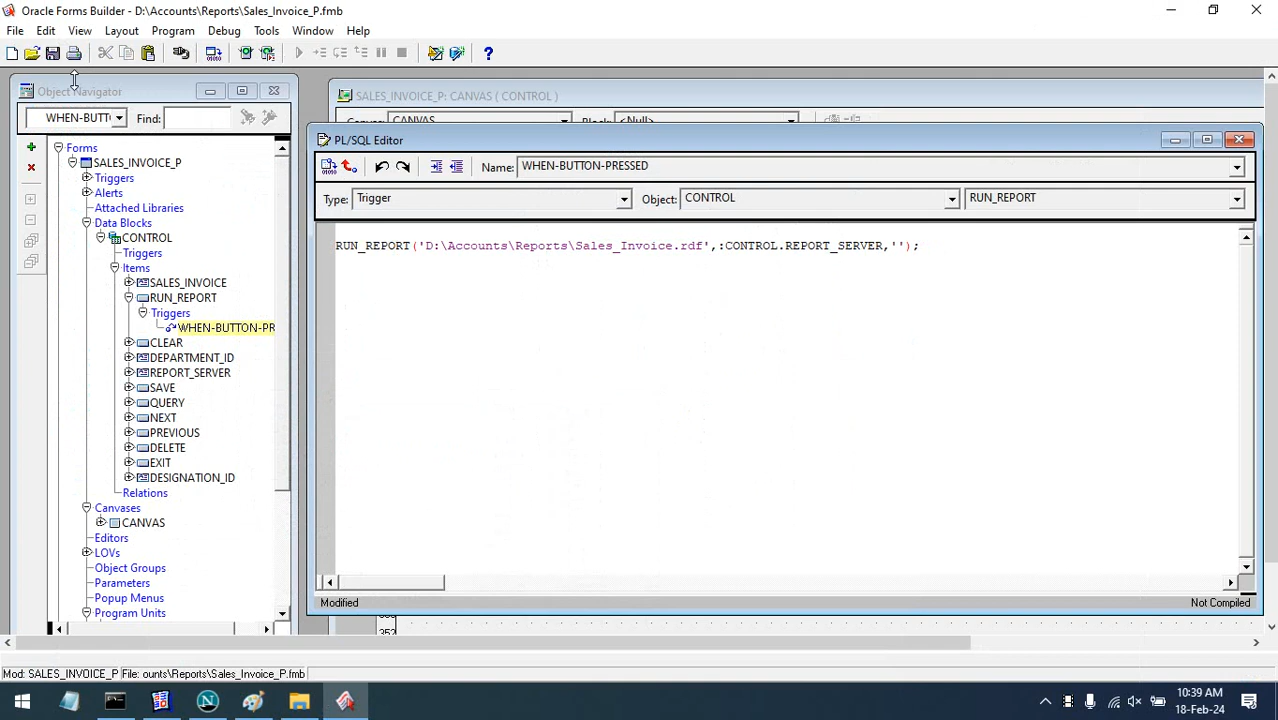 Oracle Forms Builder - D:\Accounts\Reports\Sales_Invoice_P.fmb
File Edit View Layout Program Debug Tools Window Help
Object Navigator
WHEN-BUTT Find:
Forms
SALES_INVOICE_P
Triggers
Alerts
Attached Libraries
Data Blocks
CONTROL
Triggers
Items
SALES_INVOICE
RUN_REPORT
Triggers
WHEN-BUTTON-PR
CLEAR
DEPARTMENT_ID
REPORT_SERVER
SAVE
QUERY
NEXT
PREVIOUS
DELETE
EXIT
DESIGNATION_ID
Relations
Canvases
CANVAS
Editors
LOVs
Object Groups
Parameters
Popup Menus
Program Units
SALES_INVOICE_P: CANVAS ( CONTROL )
Canvas: CANVAS Block: <Null>
PL/SQL Editor
Name: WHEN-BUTTON-PRESSED
Type: Trigger Object: CONTROL RUN_REPORT
RUN_REPORT('D:\Accounts\Reports\Sales_Invoice.rdf',:CONTROL.REPORT_SERVER,'');
Modified Not Compiled
352
Mod: SALES_INVOICE_P File: ounts\Reports\Sales_Invoice_P.fmb
10:39 AM
18-Feb-24